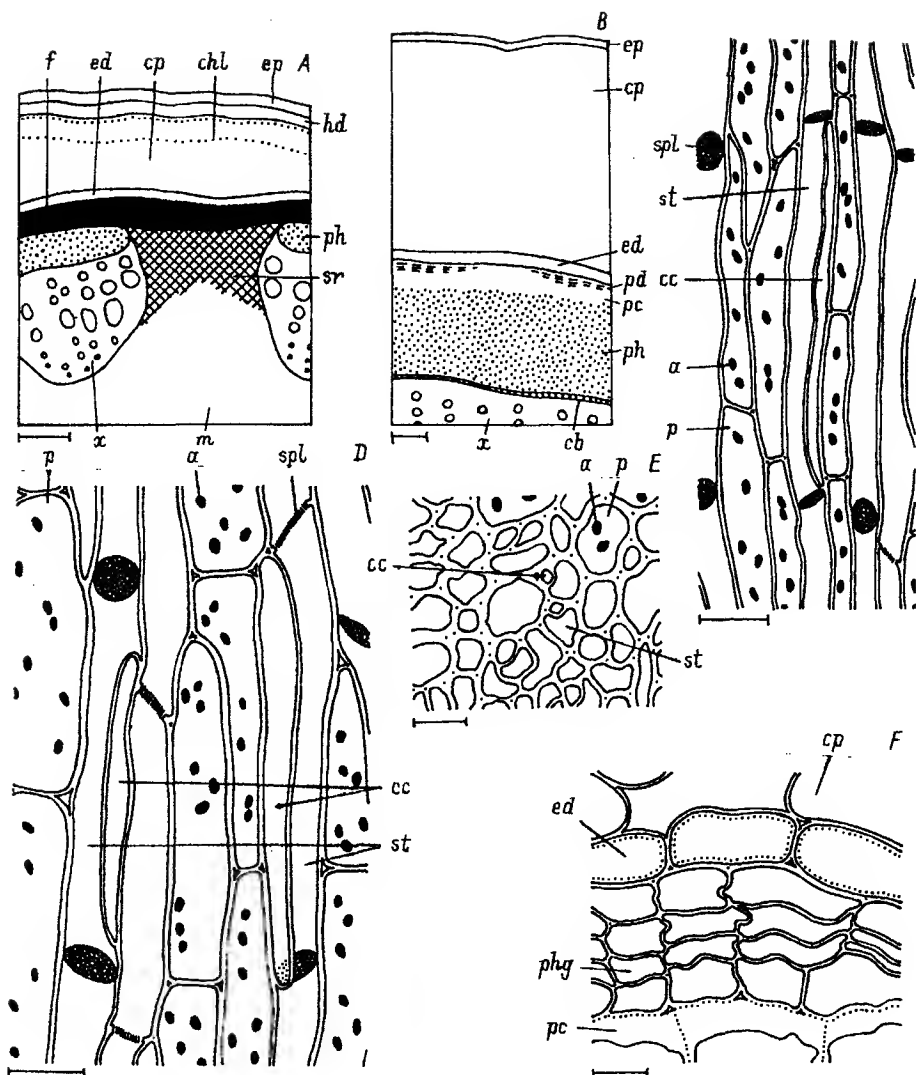 f ed cp chl ep A
hd
ph
sr
x m
B
ep
cp
ed
pd
pc
ph
x cb
spl
st
cc
a
p
p a spl D
cc
st
a p E
cc
st
cp F
ed
phg
pc